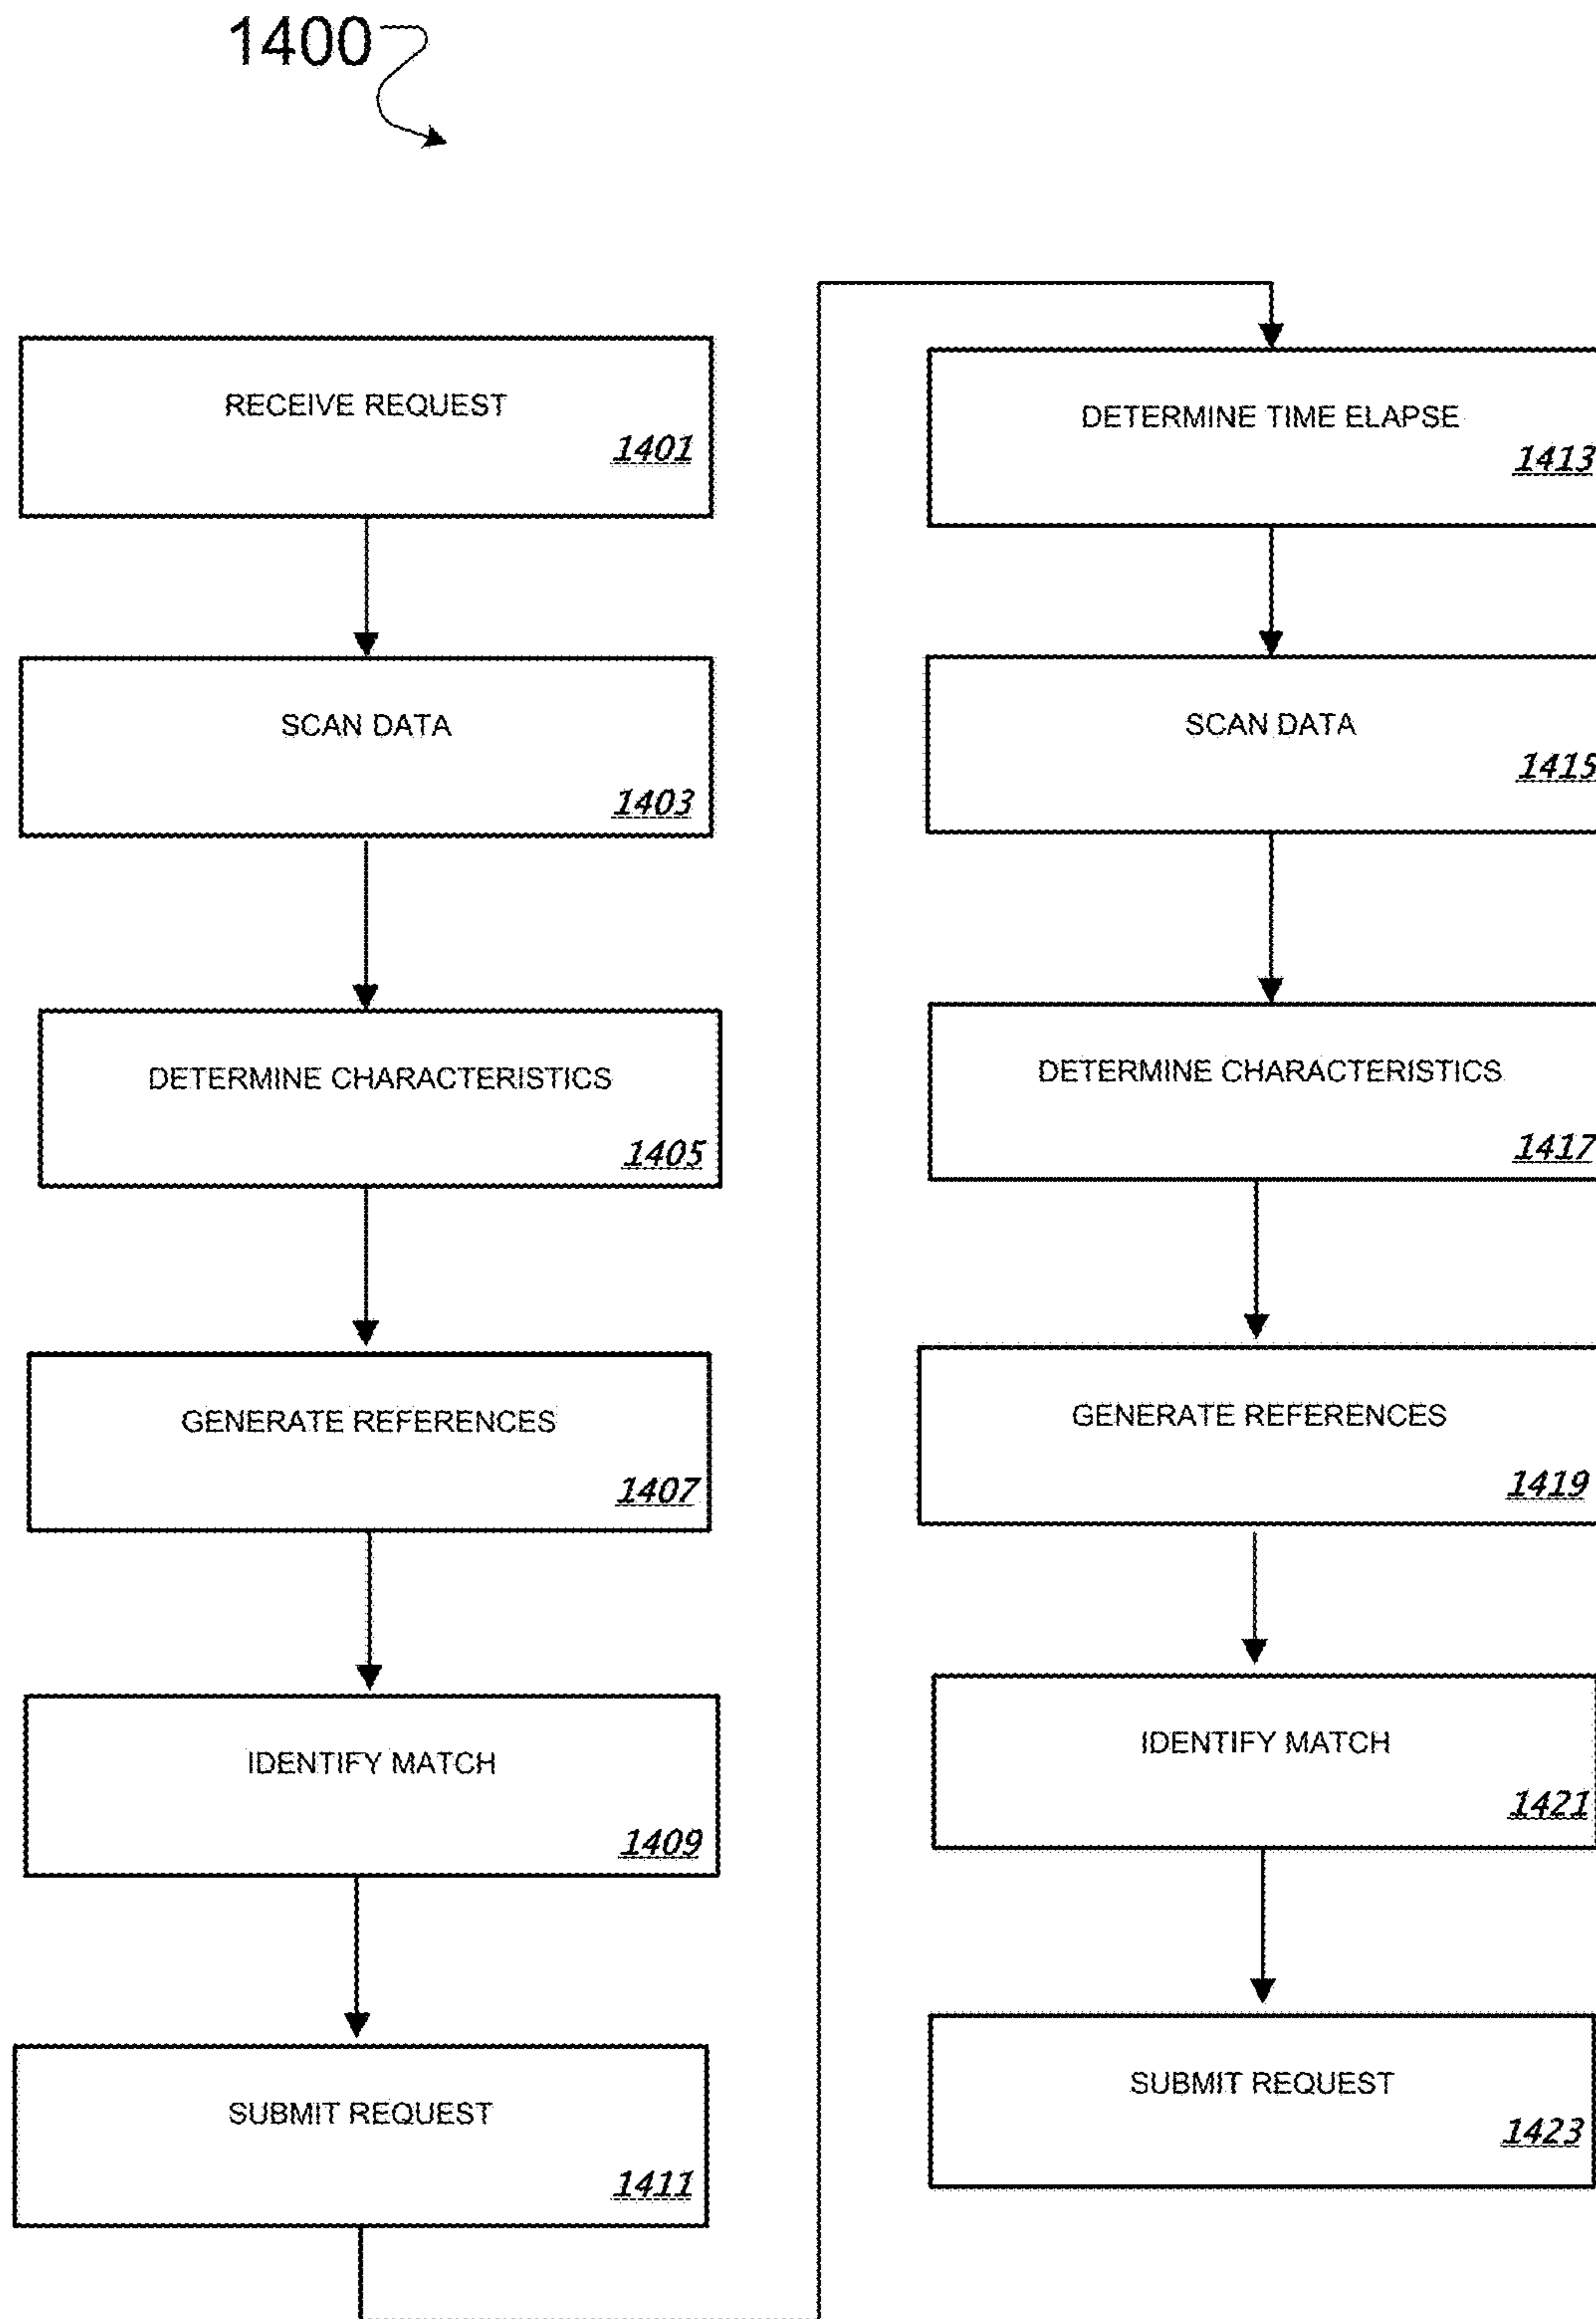 1400
RECEIVE REQUEST
1401
SCAN DATA
1403
DETERMINE CHARACTERISTICS
1405
GENERATE REFERENCES
1407
IDENTIFY MATCH
1409
SUBMIT REQUEST
1411
DETERMINE TIME ELAPSE
1413
SCAN DATA
1415
DETERMINE CHARACTERISTICS
1417
GENERATE REFERENCES
1419
IDENTIFY MATCH
1421
SUBMIT REQUEST
1423